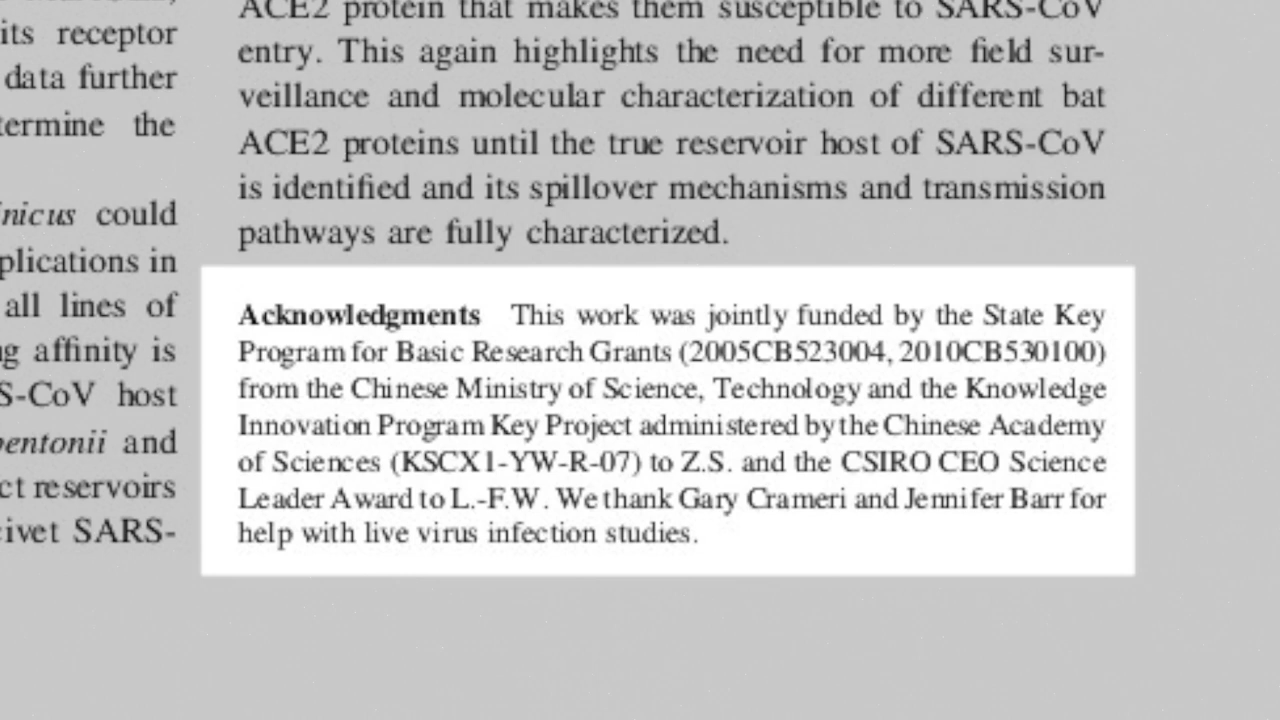 its receptor
data further
the
nicus could
in
all lines of
affinity is
S-CoV host
and
reservoirs
SARS-
ACE2 protein that makes them susceptible to SARS-CoV
entry. This again highlights the need for more field sur-
veillance and molecular characterization of different bat
ACE2 proteins until the true reservoir host of SARS-CoV
is identified and its spillover mechanisms and transmission
pathways are fully characterized.
Acknowledgments This work was jointly funded by the State Key
Program for Basic Research Grants (2005CB523004, 2010CB530100)
from the Chinese Ministry of Science, Technology and the Knowledge
Innovation Program Key Project administered by the Chinese Academy
of Sciences (KSCX1-YW-R-07) to Z.S. and the CSIRO CEO Science
Leader Award to L.-F.W. We thank Gary Crameri and Jennifer Barr for
help with live virus infection studies.